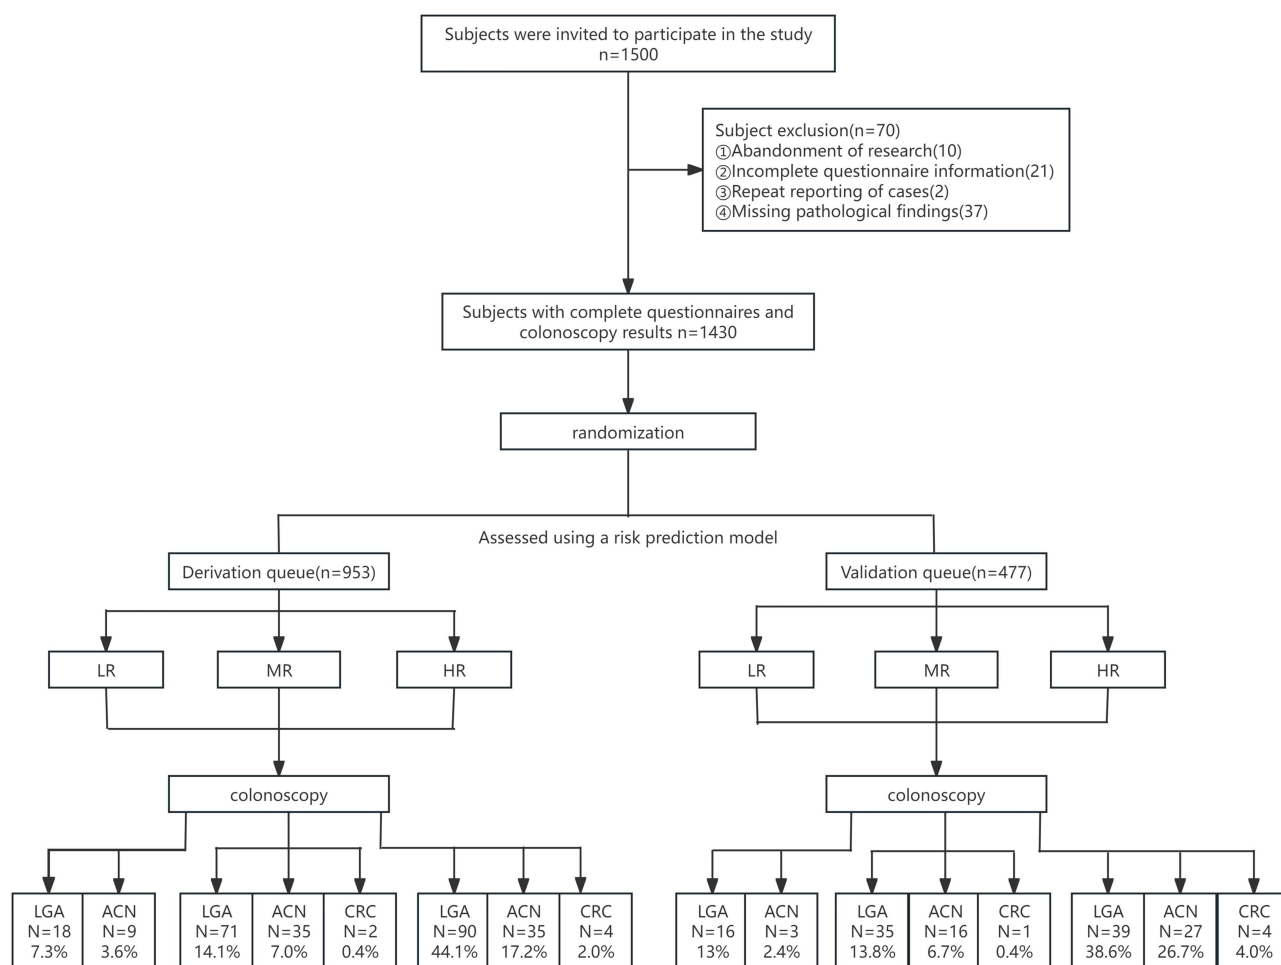 Subjects were invited to participate in the study
n=1500
Subject exclusion(n=70)
①Abandonment of research(10)
②Incomplete questionnaire information(21)
③Repeat reporting of cases(2)
④Missing pathological findings(37)
Subjects with complete questionnaires and
colonoscopy results n=1430
randomization
Assessed using a risk prediction model
Derivation queue(n=953)
Validation queue(n=477)
LR
MR
HR
LR
MR
HR
colonoscopy
colonoscopy
LGA
N=18
7.3%
ACN
N=9
3.6%
LGA
N=71
14.1%
ACN
N=35
7.0%
CRC
N=2
0.4%
LGA
N=90
44.1%
ACN
N=35
17.2%
CRC
N=4
2.0%
LGA
N=16
13%
ACN
N=3
2.4%
LGA
N=35
13.8%
ACN
N=16
6.7%
CRC
N=1
0.4%
LGA
N=39
38.6%
ACN
N=27
26.7%
CRC
N=4
4.0%